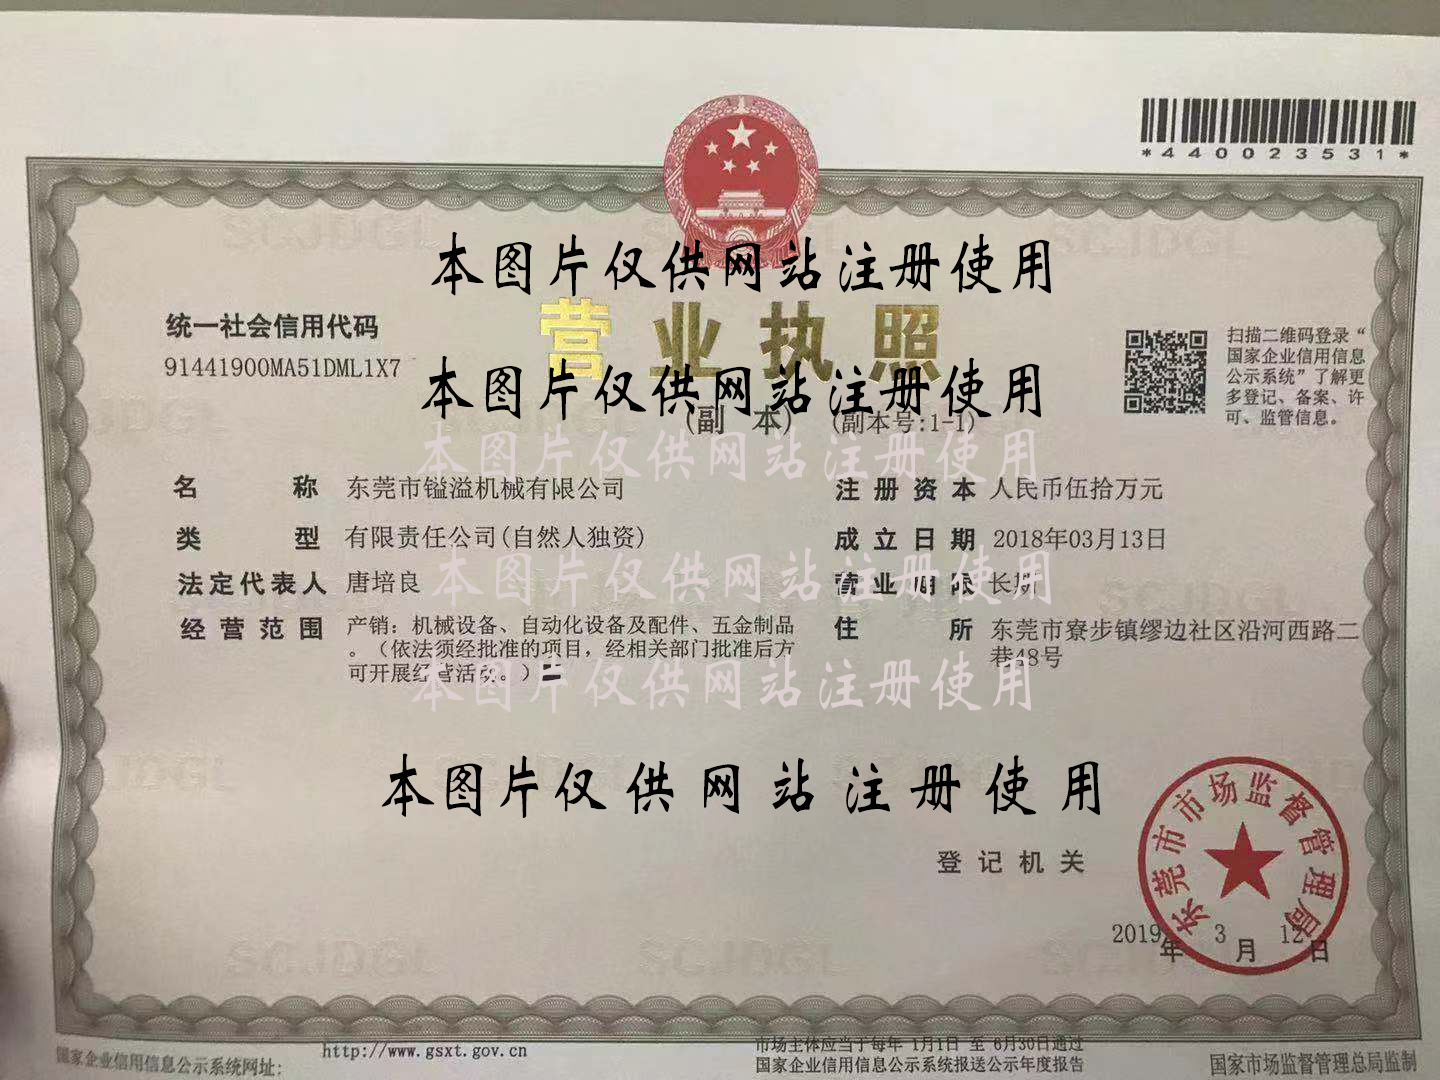 *440023531*
本图片仅供网站注册使用
营业执照
统一社会信用代码
91441900MA51DML1X7
扫描二维码登录“
国家企业信用信息
公示系统”了解更
多登记、备案、许
可、监管信息。
本图片仅供网站注册使用
(副 本) (副本号:1-1)
本图片仅供网站注册使用
名 称 东莞市镒溢机械有限公司
类 型 有限责任公司(自然人独资)
法定代表人 唐培良
经营范围 产销：机械设备、自动化设备及配件、五金制品
。（依法须经批准的项目，经相关部门批准后方
可开展经营活动。）
注册资本 人民币伍拾万元
成立日期 2018年03月13日
营业期限 长期
住 所 东莞市寮步镇缪边社区沿河西路二
巷48号
本图片仅供网站注册使用
本图片仅供网站注册使用
本图片仅供网站注册使用
登记机关
东莞市市场监督管理局
2019年 3月 12日
SCJDGL
国家企业信用信息公示系统网址:
http://www.gsxt.gov.cn
市场主体应当于每年 1月1日 至 6月30日通过
国家企业信用信息公示系统报送公示年度报告
国家市场监督管理总局监制